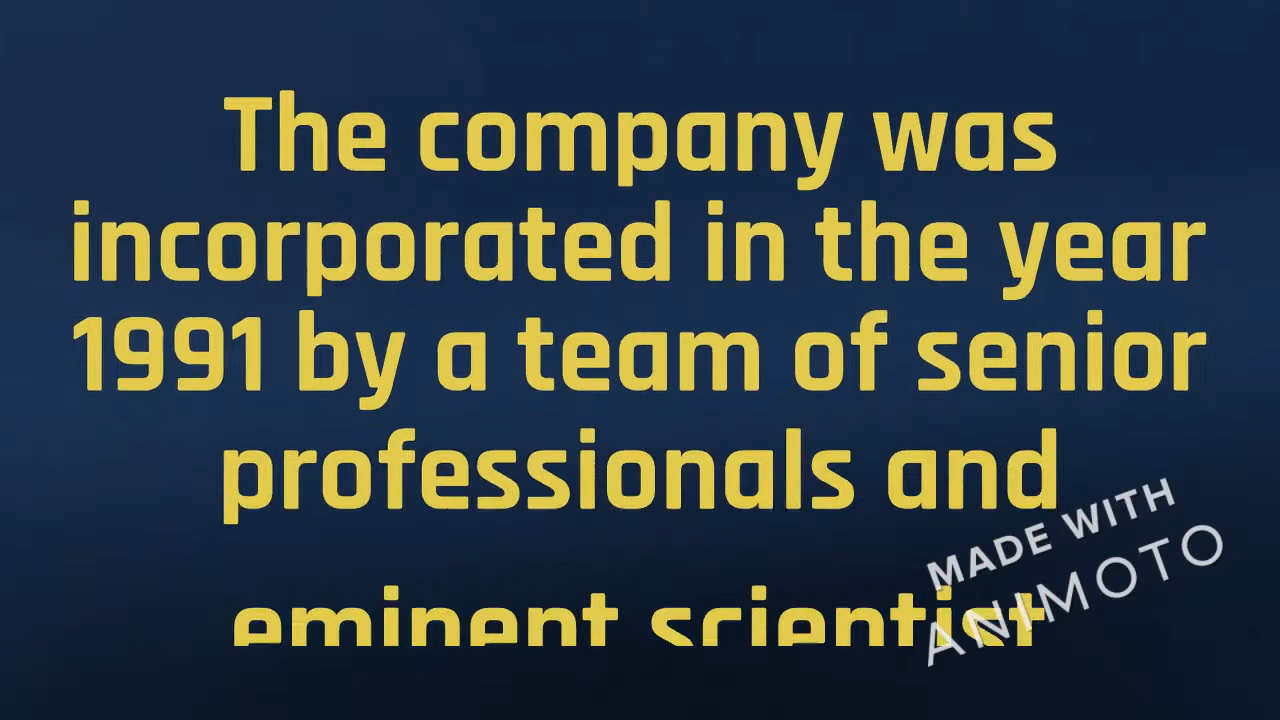 The company was
incorporated in the year
1991 by a team of senior
professionals and
eminent scientist
MADE WITH
ANIMOTO